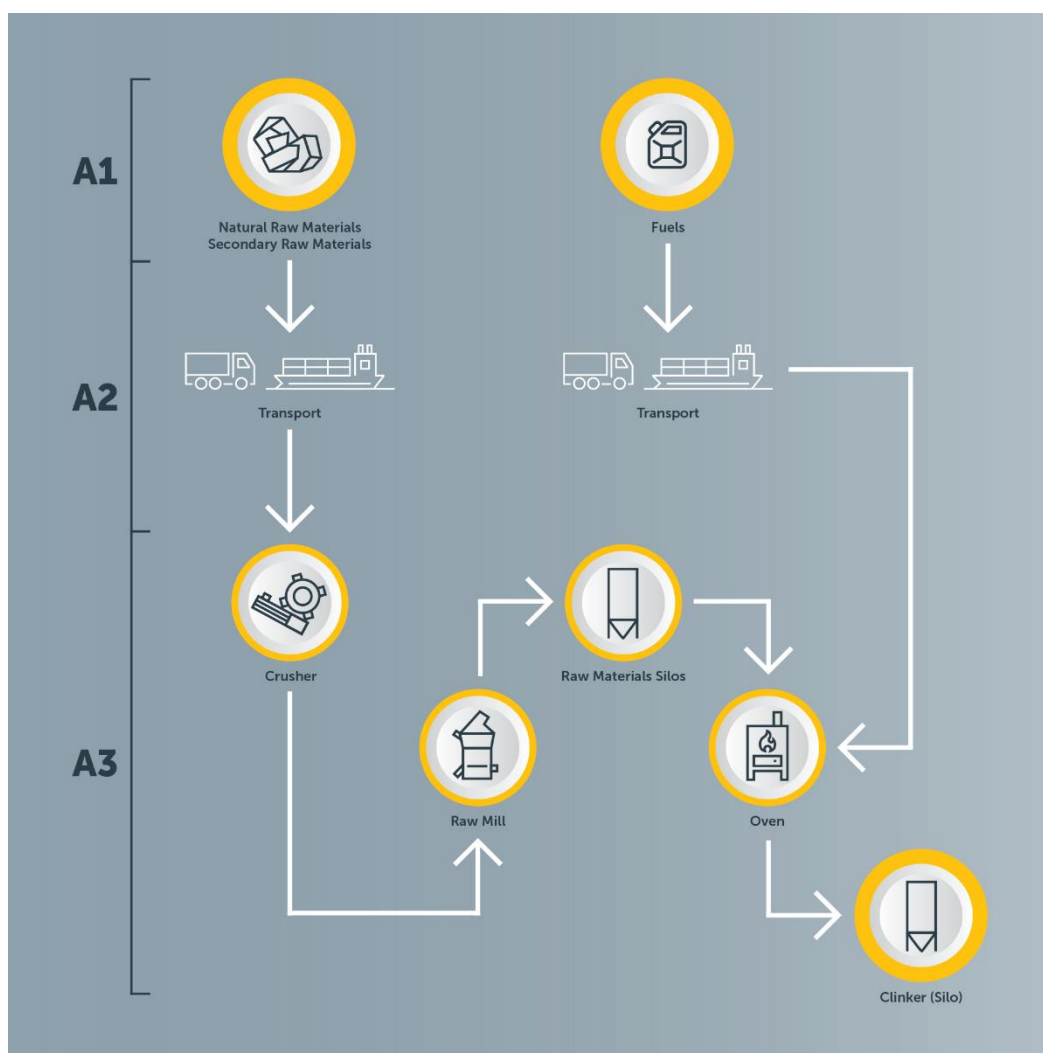 A1
Natural Raw Materials
Secondary Raw Materials
Fuels
A2
Transport
Transport
A3
Crusher
Raw Materials Silos
Raw Mill
Oven
Clinker (Silo)